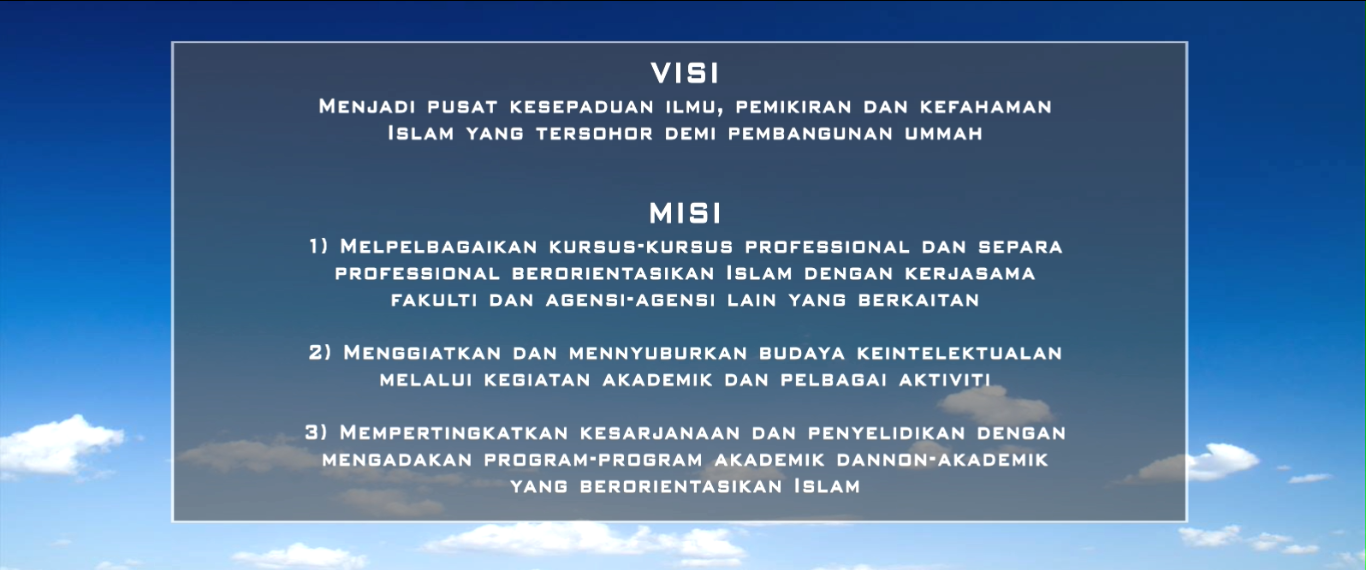 VISI
Menjadi pusat kesepaduan ilmu, pemikiran dan kefahaman
Islam yang tersohor demi pembangunan ummah
MISI
1) Melpelbagaikan kursus-kursus professional dan separa
professional berorientasikan Islam dengan kerjasama
fakulti dan agensi-agensi lain yang berkaitan
2) Menggiatkan dan mennyuburkan budaya keintelektualan
melalui kegiatan akademik dan pelbagai aktiviti
3) Mempertingkatkan kesarjanaan dan penyelidikan dengan
mengadakan program-program akademik dannon-akademik
yang berorientasikan Islam